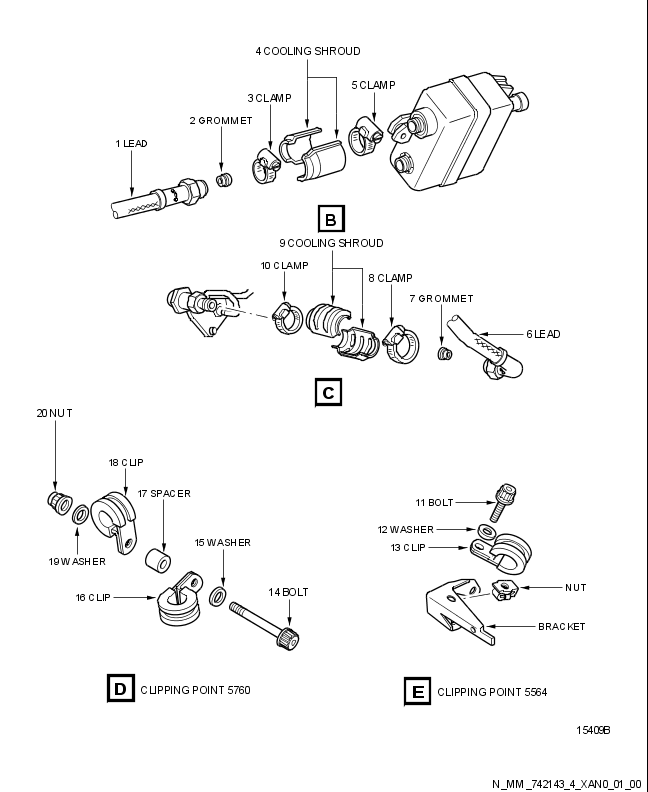 4 COOLING SHROUD
5 CLAMP
3 CLAMP
2 GROMMET
1 LEAD
B
9 COOLING SHROUD
10 CLAMP
8 CLAMP
7 GROMMET
6 LEAD
C
20 NUT
18 CLIP
17 SPACER
15 WASHER
19 WASHER
16 CLIP
14 BOLT
D CLIPPING POINT 5760
11 BOLT
12 WASHER
13 CLIP
NUT
BRACKET
E CLIPPING POINT 5564
15409B
N_MM_742143_4_XAN0_01_00